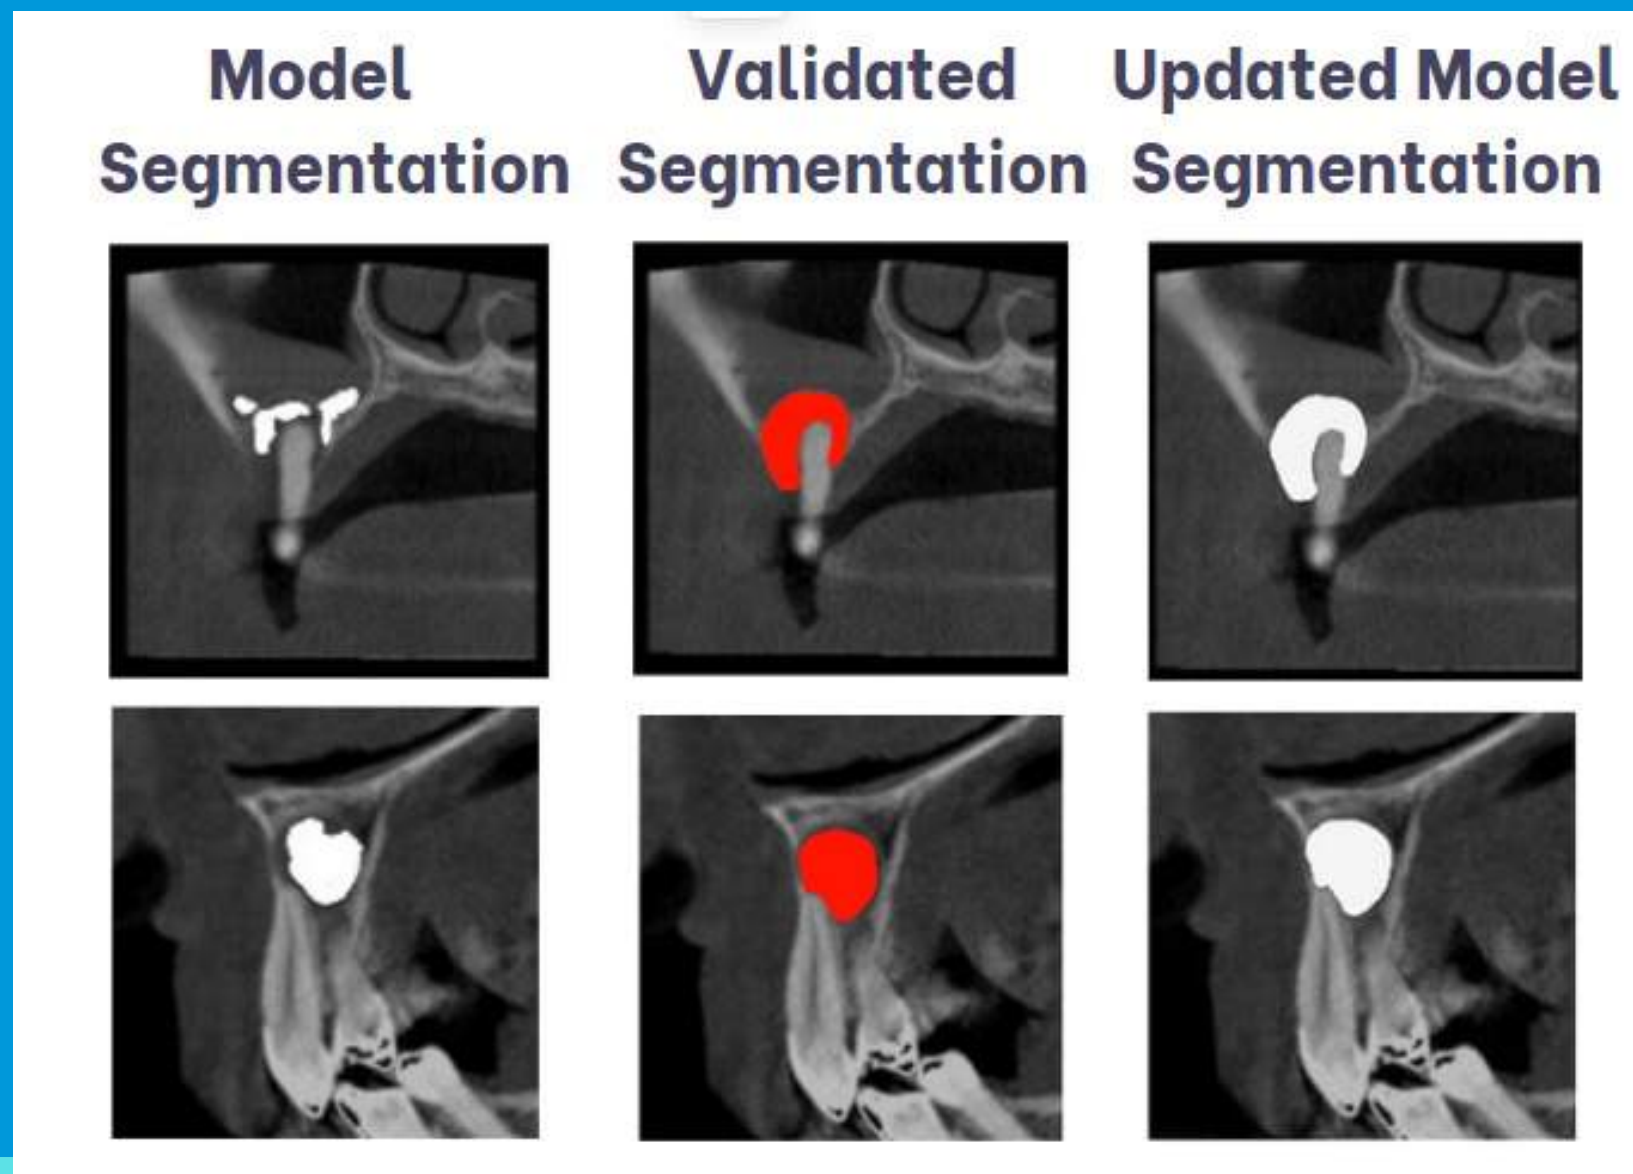 Model
Segmentation
Validated
Segmentation
Updated Model
Segmentation